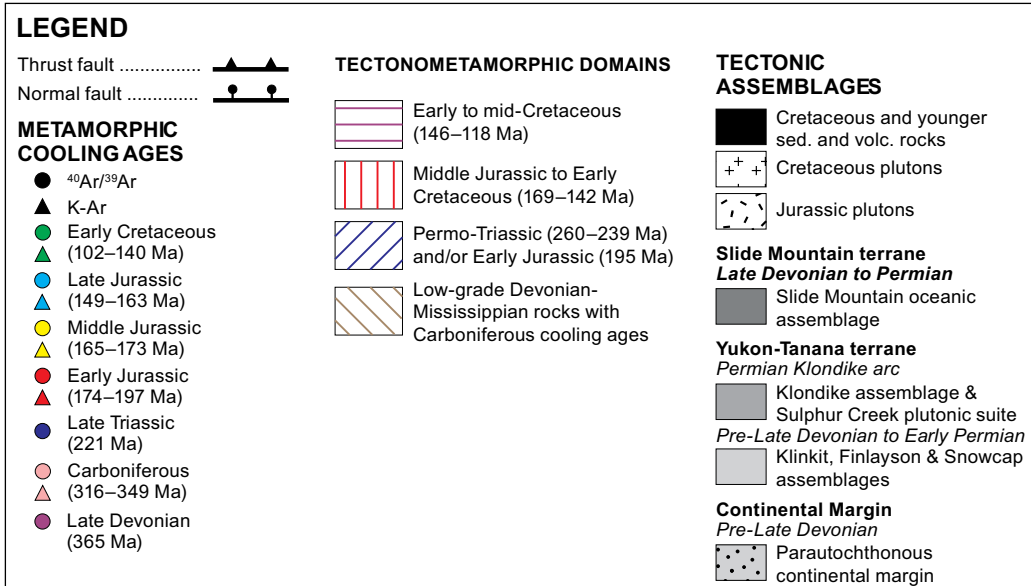 LEGEND
Thrust fault ................
Normal fault ..............
METAMORPHIC
COOLING AGES
⁴⁰Ar/³⁹Ar
K-Ar
Early Cretaceous
(102–140 Ma)
Late Jurassic
(149–163 Ma)
Middle Jurassic
(165–173 Ma)
Early Jurassic
(174–197 Ma)
Late Triassic
(221 Ma)
Carboniferous
(316–349 Ma)
Late Devonian
(365 Ma)
TECTONOMETAMORPHIC DOMAINS
Early to mid-Cretaceous
(146–118 Ma)
Middle Jurassic to Early
Cretaceous (169–142 Ma)
Permo-Triassic (260–239 Ma)
and/or Early Jurassic (195 Ma)
Low-grade Devonian-
Mississippian rocks with
Carboniferous cooling ages
TECTONIC
ASSEMBLAGES
Cretaceous and younger
sed. and volc. rocks
Cretaceous plutons
Jurassic plutons
Slide Mountain terrane
Late Devonian to Permian
Slide Mountain oceanic
assemblage
Yukon-Tanana terrane
Permian Klondike arc
Klondike assemblage &
Sulphur Creek plutonic suite
Pre-Late Devonian to Early Permian
Klinkit, Finlayson & Snowcap
assemblages
Continental Margin
Pre-Late Devonian
Parautochthonous
continental margin